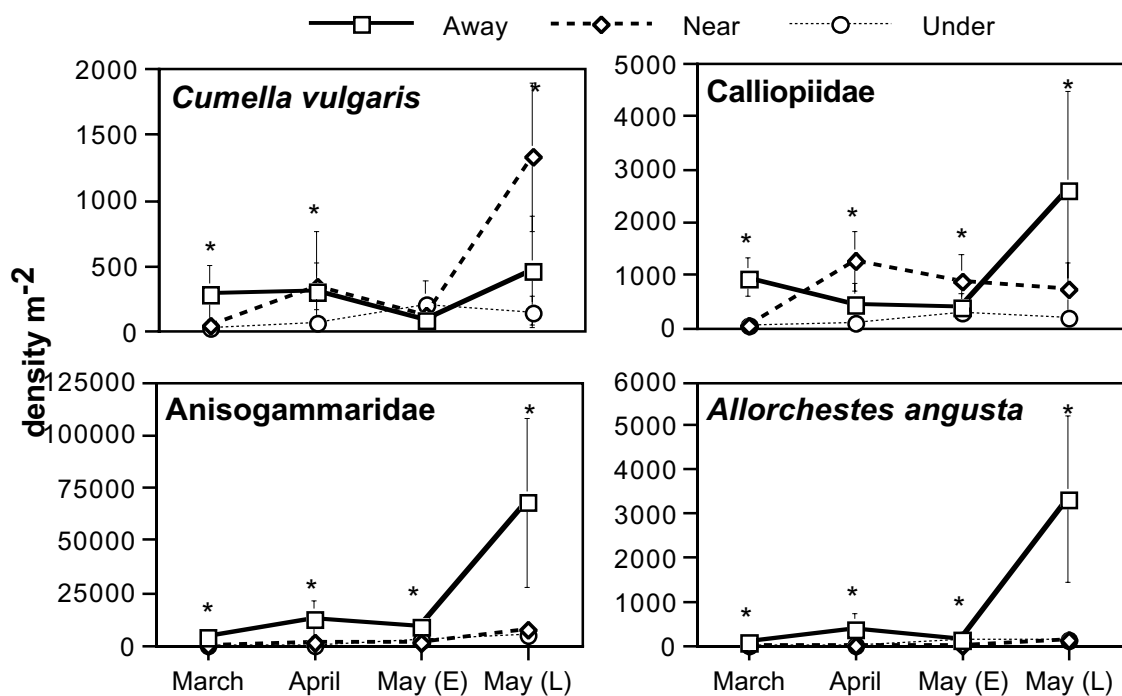 Away Near Under
Cumella vulgaris
2000
1500
1000
500
0
* * *
Calliopiidae
5000
4000
3000
2000
1000
0
* * * *
density m-2
Anisogammaridae
125000
100000
75000
50000
25000
0
* * * *
Allorchestes angusta
6000
5000
4000
3000
2000
1000
0
* * * *
March April May (E) May (L)
March April May (E) May (L)